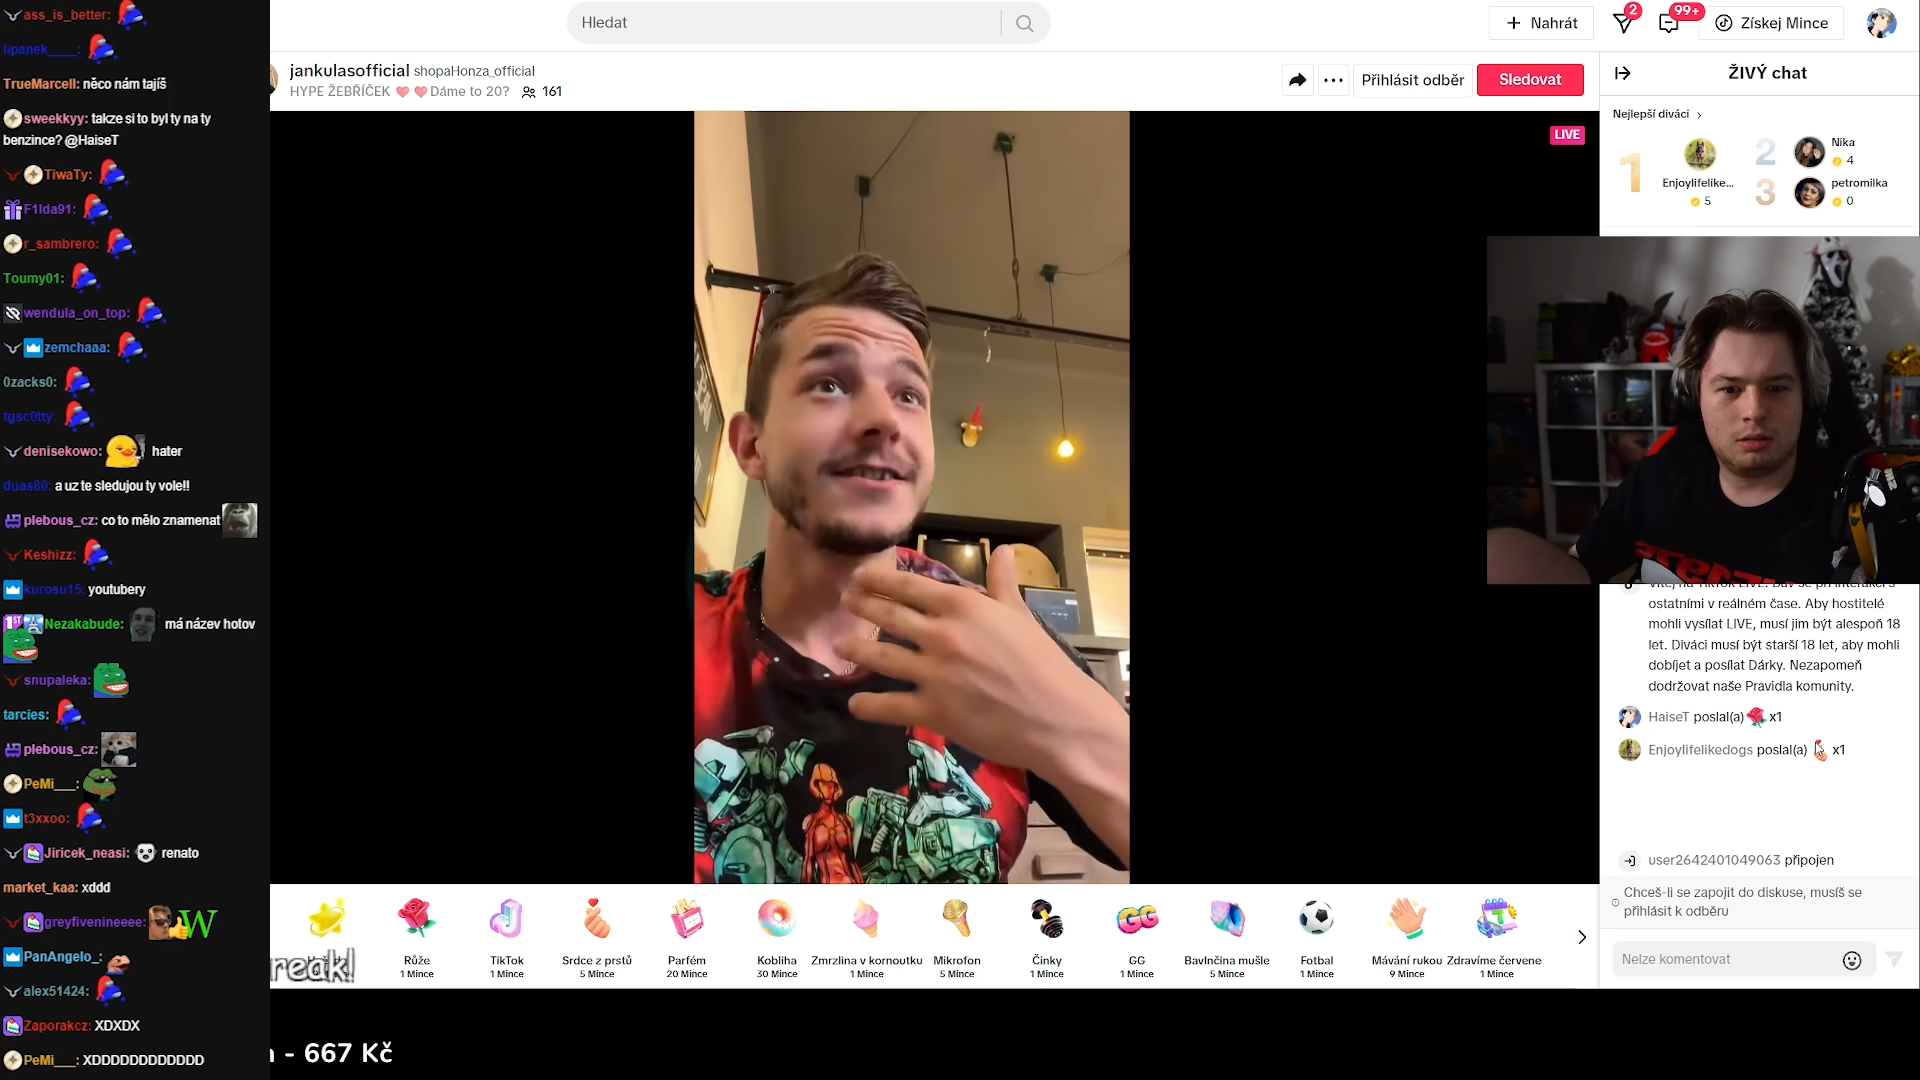 ass_is_better:
lipanek____:
TrueMarcell: něco nám tajíš
sweekkyy: takze si to byl ty na ty
benzince? @HaiseT
TiwaTy:
F1lda91:
r_sambrero:
Toumy01:
wendula_on_top:
zemchaaa:
0zacks0:
tgsc0tty:
denisekowo: hater
duas80: a uz te sledujou ty vole!!
plebous_cz: co to mělo znamenat
Keshizz:
kurosu15: youtubery
Nezakabude: má název hotov
snupaleka:
tarcies:
plebous_cz:
PeMi___:
t3xxoo:
Jiricek_neasi: renato
market_kaa: xddd
greyfivenineeee: W
PanAngelo_:
alex51424:
Zaporakcz: XDXDX
PeMi___: XDDDDDDDDDDDD
Hledat
Nahrát
2
99+
Získej Mince
jankulasofficial shopaHonza_official
HYPE ŽEBŘÍČEK Dáme to 20? 161
Přihlásit odběr
Sledovat
LIVE
ŽIVÝ chat
Nejlepší diváci
1
Enjoylifelike...
5
2
Nika
4
3
petromilka
0
ostatními v reálném čase. Aby hostitelé
mohli vysílat LIVE, musí jim být alespoň 18
let. Diváci musí být starší 18 let, aby mohli
dobíjet a posílat Dárky. Nezapomeň
dodržovat naše Pravidla komunity.
HaiseT poslal(a) x1
Enjoylifelikedogs poslal(a) x1
user2642401049063 připojen
Chceš-li se zapojit do diskuse, musíš se
přihlásit k odběru
Nelze komentovat
Růže
1 Mince
TikTok
1 Mince
Srdce z prstů
5 Mince
Parfém
20 Mince
Kobliha
30 Mince
Zmrzlina v kornoutku
1 Mince
Mikrofon
5 Mince
Činky
1 Mince
GG
GG
1 Mince
Bavlnčina mušle
5 Mince
Fotbal
1 Mince
Mávání rukou
9 Mince
Zdravíme červene
1 Mince
reak!
- 667 Kč